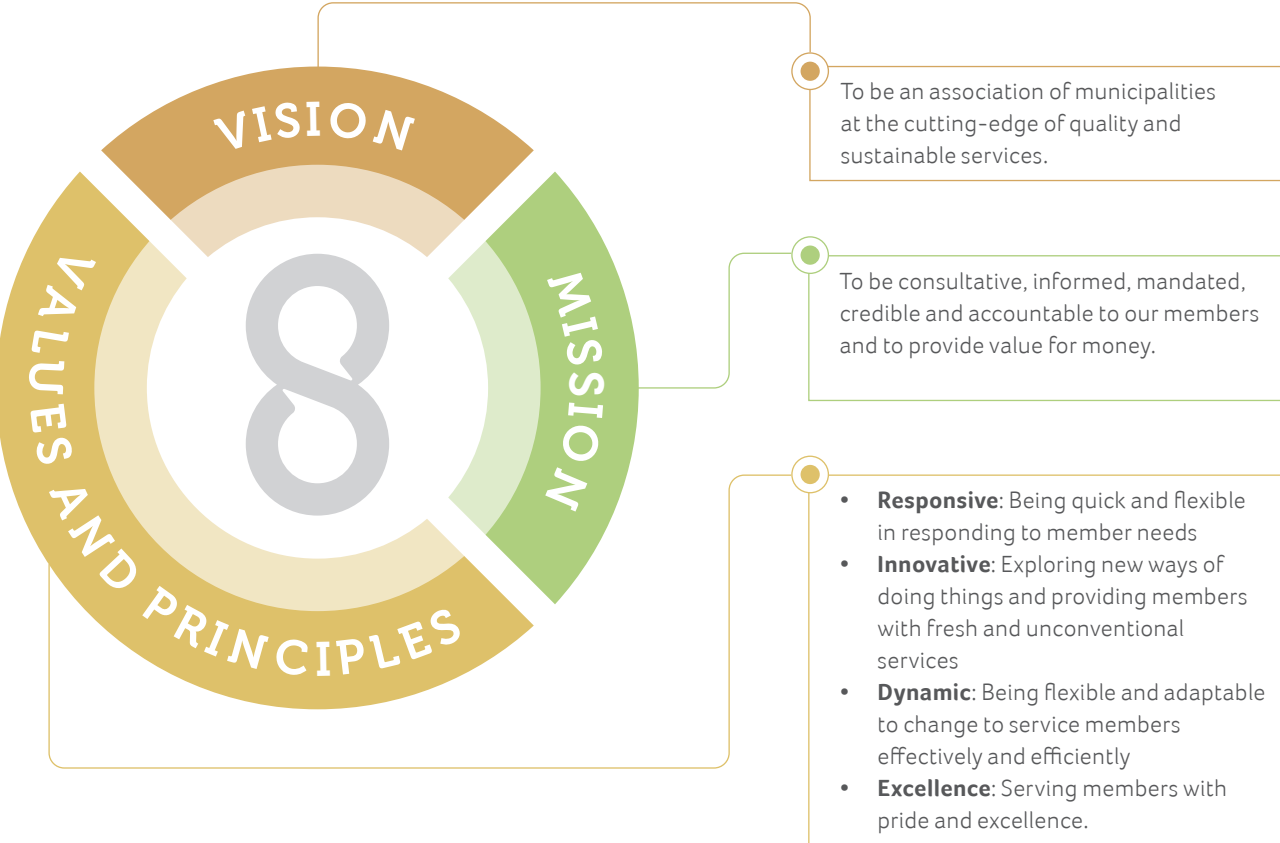 VISION
To be an association of municipalities
at the cutting-edge of quality and
sustainable services.
MISSION
To be consultative, informed, mandated,
credible and accountable to our members
and to provide value for money.
VALUES AND PRINCIPLES
• Responsive: Being quick and flexible
in responding to member needs
• Innovative: Exploring new ways of
doing things and providing members
with fresh and unconventional
services
• Dynamic: Being flexible and adaptable
to change to service members
effectively and efficiently
• Excellence: Serving members with
pride and excellence.